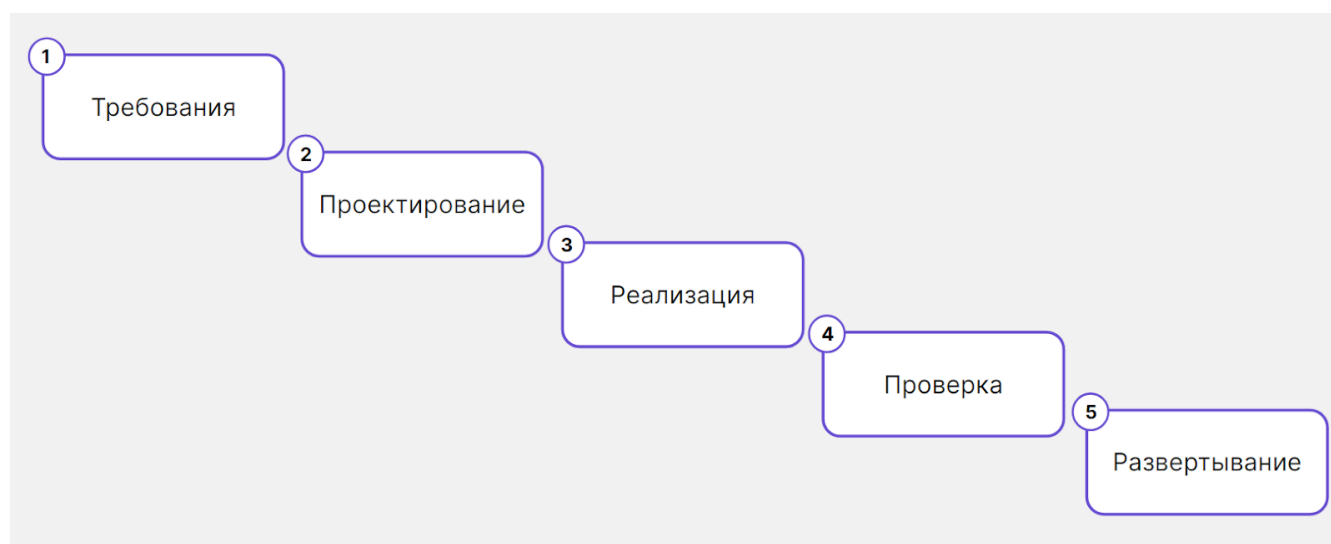 1
Требования
2
Проектирование
3
Реализация
4
Проверка
5
Развертывание